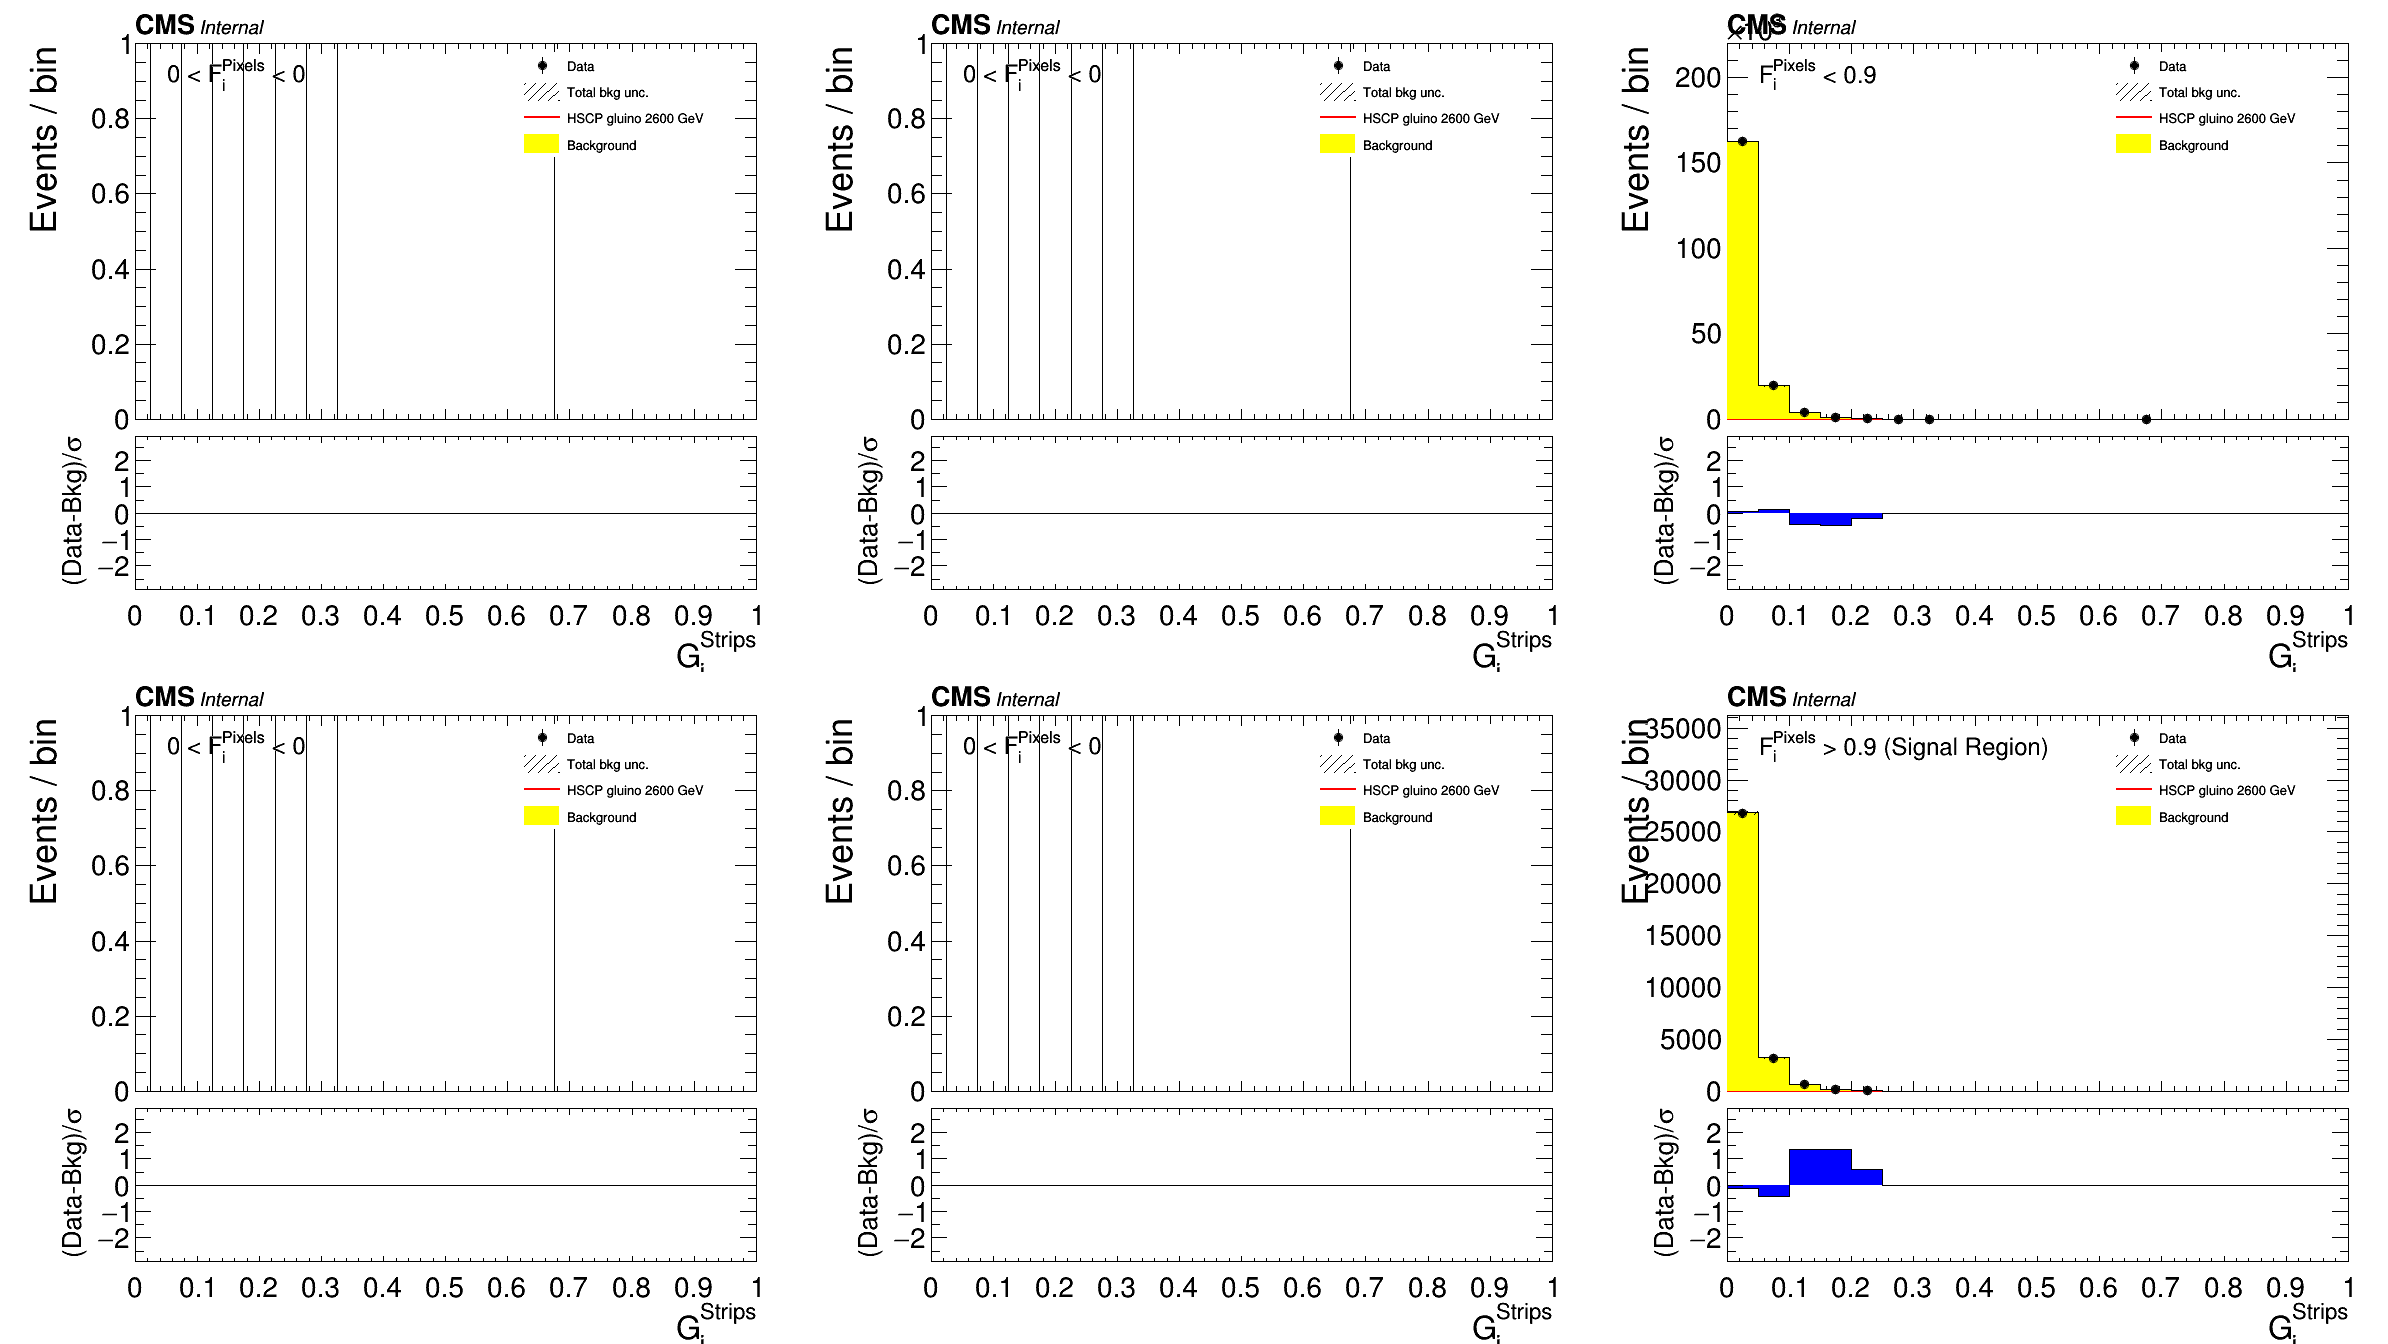 CMS Internal
Events / bin
1
0.8
0.6
0.4
0.2
0
0 < F_i^Pixels < 0
Data
Total bkg unc.
HSCP gluino 2600 GeV
Background
(Data-Bkg)/σ
2
1
0
−1
−2
0 0.1 0.2 0.3 0.4 0.5 0.6 0.7 0.8 0.9 1
G_i^Strips
CMS Internal
Events / bin
1
0.8
0.6
0.4
0.2
0
0 < F_i^Pixels < 0
Data
Total bkg unc.
HSCP gluino 2600 GeV
Background
(Data-Bkg)/σ
2
1
0
−1
−2
0 0.1 0.2 0.3 0.4 0.5 0.6 0.7 0.8 0.9 1
G_i^Strips
CMS Internal
Events / bin
200
150
100
50
0
F_i^Pixels < 0.9
Data
Total bkg unc.
HSCP gluino 2600 GeV
Background
(Data-Bkg)/σ
2
1
0
−1
−2
0 0.1 0.2 0.3 0.4 0.5 0.6 0.7 0.8 0.9 1
G_i^Strips
CMS Internal
Events / bin
1
0.8
0.6
0.4
0.2
0
0 < F_i^Pixels < 0
Data
Total bkg unc.
HSCP gluino 2600 GeV
Background
(Data-Bkg)/σ
2
1
0
−1
−2
0 0.1 0.2 0.3 0.4 0.5 0.6 0.7 0.8 0.9 1
G_i^Strips
CMS Internal
Events / bin
1
0.8
0.6
0.4
0.2
0
0 < F_i^Pixels < 0
Data
Total bkg unc.
HSCP gluino 2600 GeV
Background
(Data-Bkg)/σ
2
1
0
−1
−2
0 0.1 0.2 0.3 0.4 0.5 0.6 0.7 0.8 0.9 1
G_i^Strips
CMS Internal
Events / bin
35000
30000
25000
20000
15000
10000
5000
0
F_i^Pixels > 0.9 (Signal Region)
Data
Total bkg unc.
HSCP gluino 2600 GeV
Background
(Data-Bkg)/σ
2
1
0
−1
−2
0 0.1 0.2 0.3 0.4 0.5 0.6 0.7 0.8 0.9 1
G_i^Strips